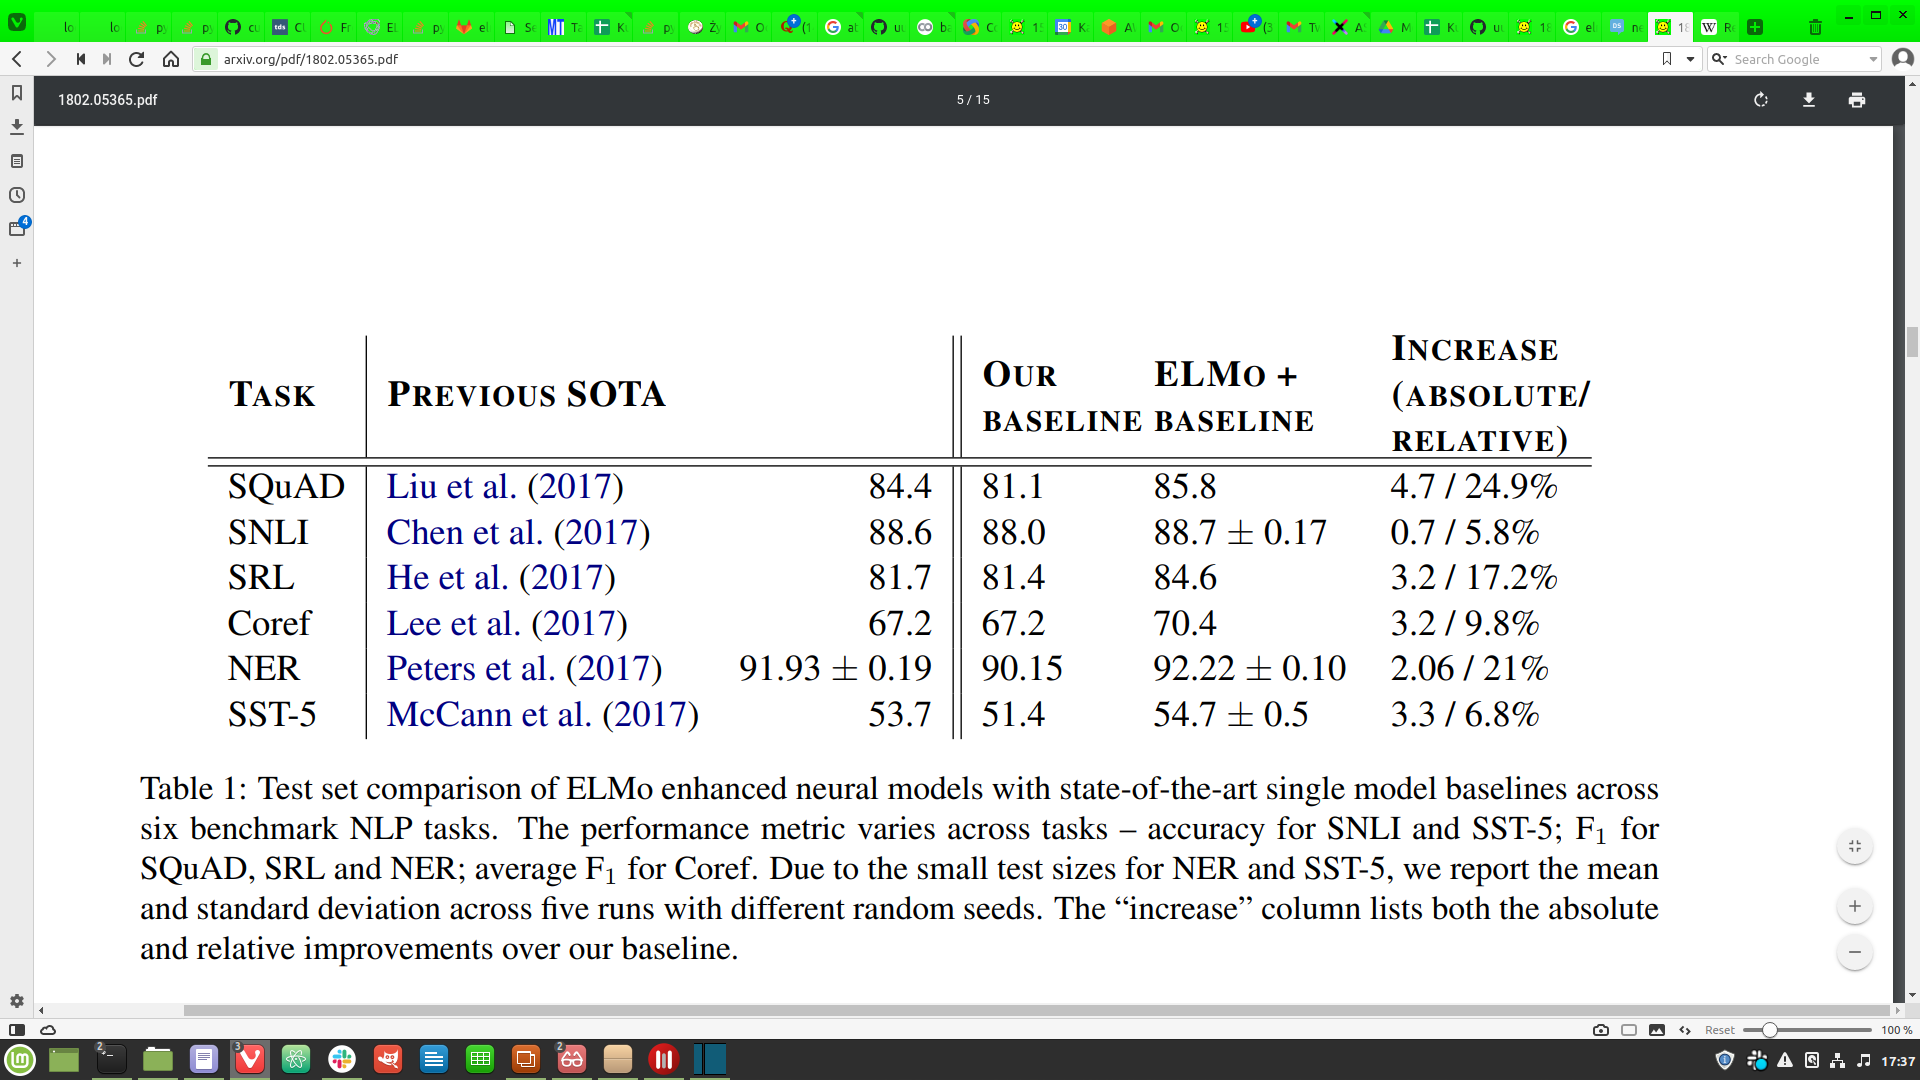 arxiv.org/pdf/1802.05365.pdf
Search Google
1802.05365.pdf
5 / 15
TASK PREVIOUS SOTA OUR BASELINE ELMO + BASELINE INCREASE (ABSOLUTE/ RELATIVE)
SQuAD Liu et al. (2017) 84.4 81.1 85.8 4.7 / 24.9%
SNLI Chen et al. (2017) 88.6 88.0 88.7 ± 0.17 0.7 / 5.8%
SRL He et al. (2017) 81.7 81.4 84.6 3.2 / 17.2%
Coref Lee et al. (2017) 67.2 67.2 70.4 3.2 / 9.8%
NER Peters et al. (2017) 91.93 ± 0.19 90.15 92.22 ± 0.10 2.06 / 21%
SST-5 McCann et al. (2017) 53.7 51.4 54.7 ± 0.5 3.3 / 6.8%
Table 1: Test set comparison of ELMo enhanced neural models with state-of-the-art single model baselines across
six benchmark NLP tasks. The performance metric varies across tasks – accuracy for SNLI and SST-5; F1 for
SQuAD, SRL and NER; average F1 for Coref. Due to the small test sizes for NER and SST-5, we report the mean
and standard deviation across five runs with different random seeds. The “increase” column lists both the absolute
and relative improvements over our baseline.
Reset 100 %
17:37